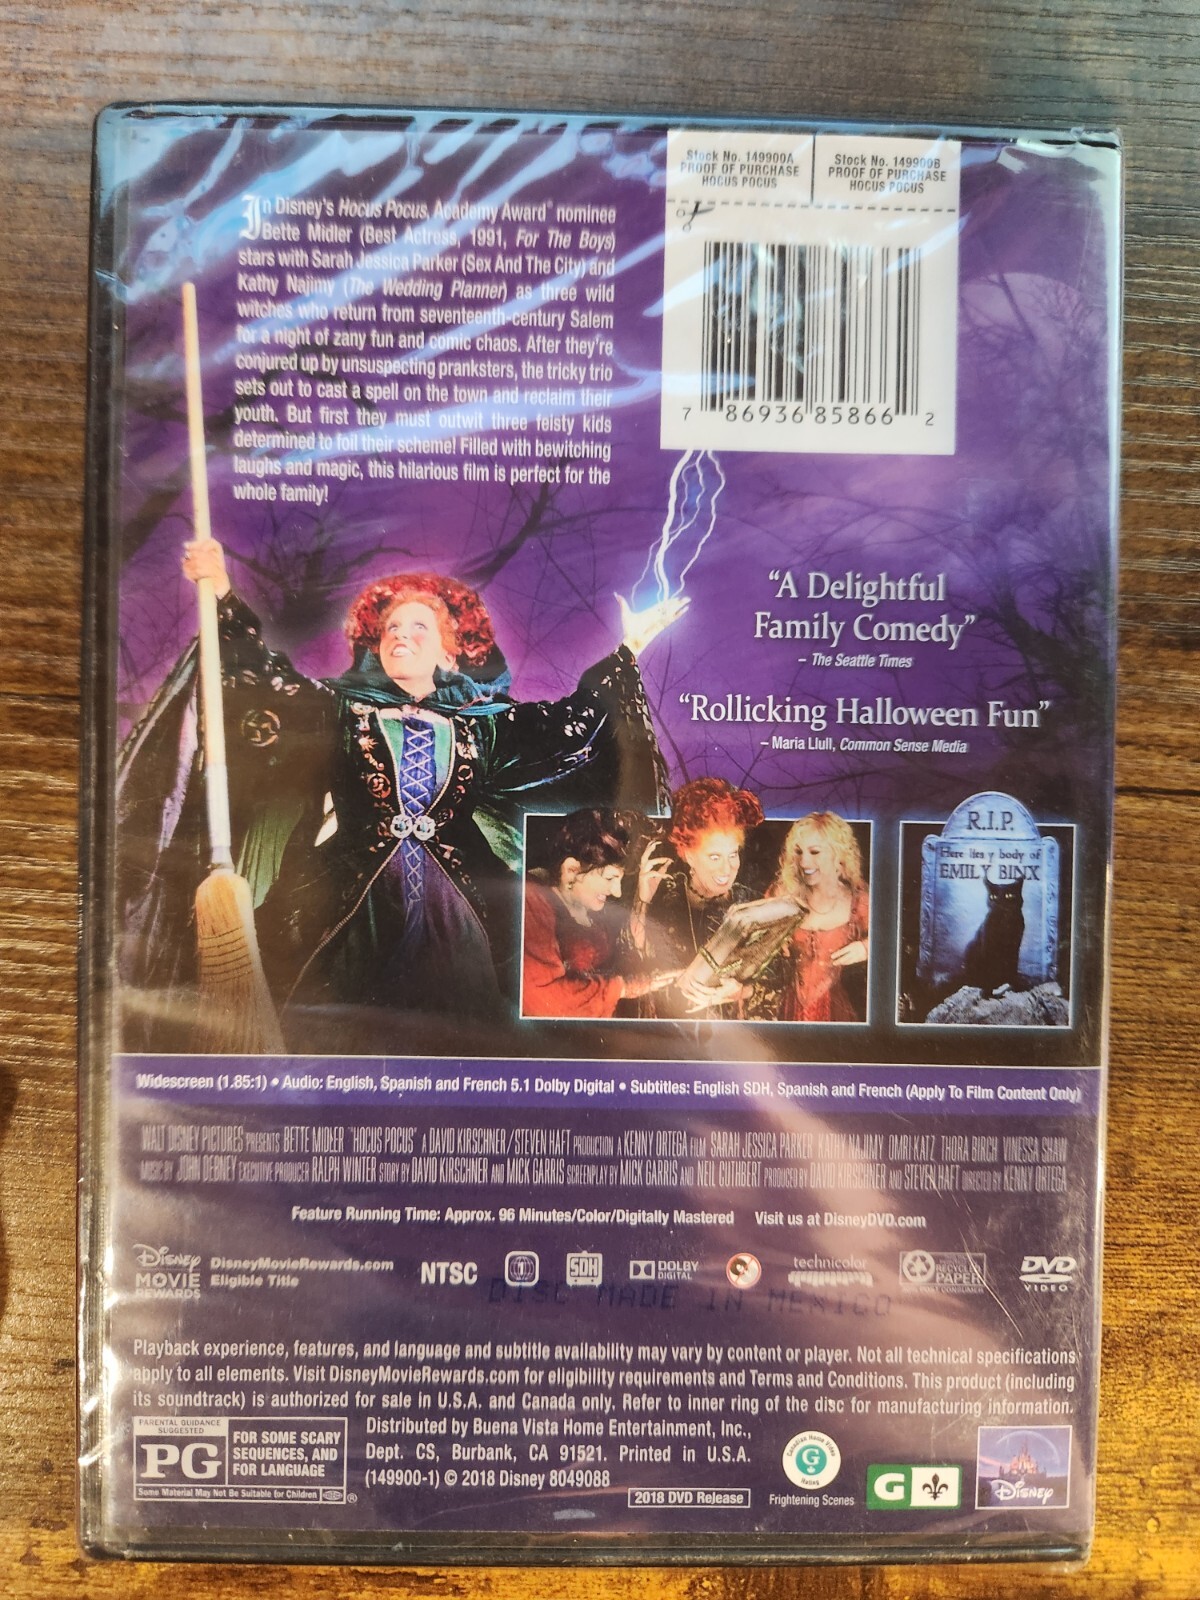 Stock No. 149900A
PROOF OF PURCHASE
HOCUS POCUS
Stock No. 149900B
PROOF OF PURCHASE
HOCUS POCUS
In Disney's Hocus Pocus, Academy Award® nominee
Bette Midler (Best Actress, 1991, For The Boys)
stars with Sarah Jessica Parker (Sex And The City) and
Kathy Najimy (The Wedding Planner) as three wild
witches who return from seventeenth-century Salem
for a night of zany fun and comic chaos. After they're
conjured up by unsuspecting pranksters, the tricky trio
sets out to cast a spell on the town and reclaim their
youth. But first they must outwit three feisty kids
determined to foil their scheme! Filled with bewitching
laughs and magic, this hilarious film is perfect for the
whole family!
7 86936 85866 2
"A Delightful
Family Comedy"
– The Seattle Times
"Rollicking Halloween Fun"
– Maria Llull, Common Sense Media
R.I.P.
Here lies y body of
EMILY BINX
Widescreen (1.85:1) • Audio: English, Spanish and French 5.1 Dolby Digital • Subtitles: English SDH, Spanish and French (Apply To Film Content Only)
WALT DISNEY PICTURES PRESENTS BETTE MIDLER "HOCUS POCUS" A DAVID KIRSCHNER/STEVEN HAFT PRODUCTION A KENNY ORTEGA FILM SARAH JESSICA PARKER KATHY NAJIMY OMRI KATZ THORA BIRCH VINESSA SHAW
MUSIC BY JOHN DEBNEY EXECUTIVE PRODUCER RALPH WINTER STORY BY DAVID KIRSCHNER AND MICK GARRIS SCREENPLAY BY MICK GARRIS AND NEIL CUTHBERT PRODUCED BY DAVID KIRSCHNER AND STEVEN HAFT DIRECTED BY KENNY ORTEGA
Feature Running Time: Approx. 96 Minutes/Color/Digitally Mastered Visit us at DisneyDVD.com
Disney
MOVIE
REWARDS
DisneyMovieRewards.com
Eligible Title
NTSC
1
SDH
DOLBY
DIGITAL
technicolor
RECYCLED
PAPER
DVD
VIDEO
DISC MADE IN MEXICO
Playback experience, features, and language and subtitle availability may vary by content or player. Not all technical specifications
apply to all elements. Visit DisneyMovieRewards.com for eligibility requirements and Terms and Conditions. This product (including
its soundtrack) is authorized for sale in U.S.A. and Canada only. Refer to inner ring of the disc for manufacturing information.
PARENTAL GUIDANCE SUGGESTED
PG
FOR SOME SCARY
SEQUENCES, AND
FOR LANGUAGE
Some Material May Not Be Suitable for Children
Distributed by Buena Vista Home Entertainment, Inc.,
Dept. CS, Burbank, CA 91521. Printed in U.S.A.
(149900-1) © 2018 Disney 8049088
2018 DVD Release
Canadian Home Video
G
Rating
Frightening Scenes
G
Disney